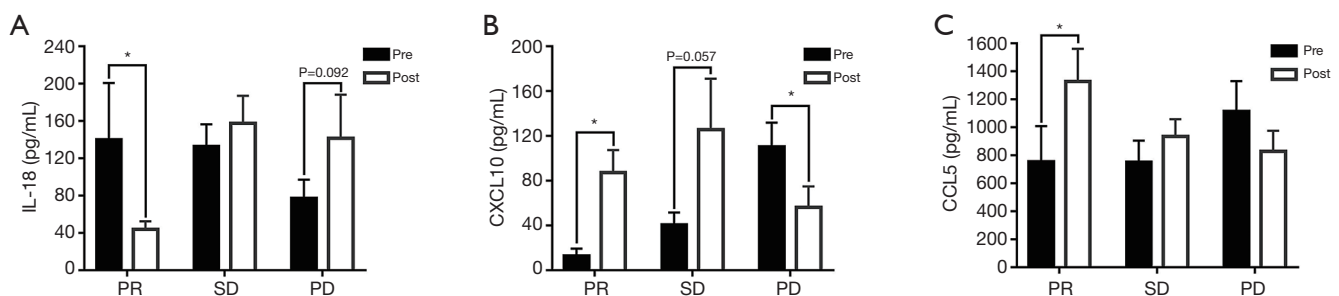 A
IL-18 (pg/mL)
240
200
160
120
80
40
0
*
P=0.092
Pre
Post
PR SD PD
B
CXCL10 (pg/mL)
200
160
120
80
40
0
*
P=0.057
*
Pre
Post
PR SD PD
C
CCL5 (pg/mL)
1600
1400
1200
1000
800
600
400
200
0
*
Pre
Post
PR SD PD